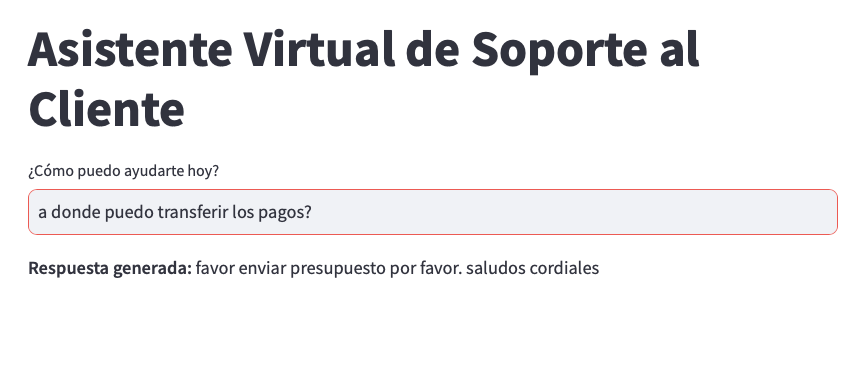 Asistente Virtual de Soporte al
Cliente
¿Cómo puedo ayudarte hoy?
a donde puedo transferir los pagos?
Respuesta generada: favor enviar presupuesto por favor. saludos cordiales